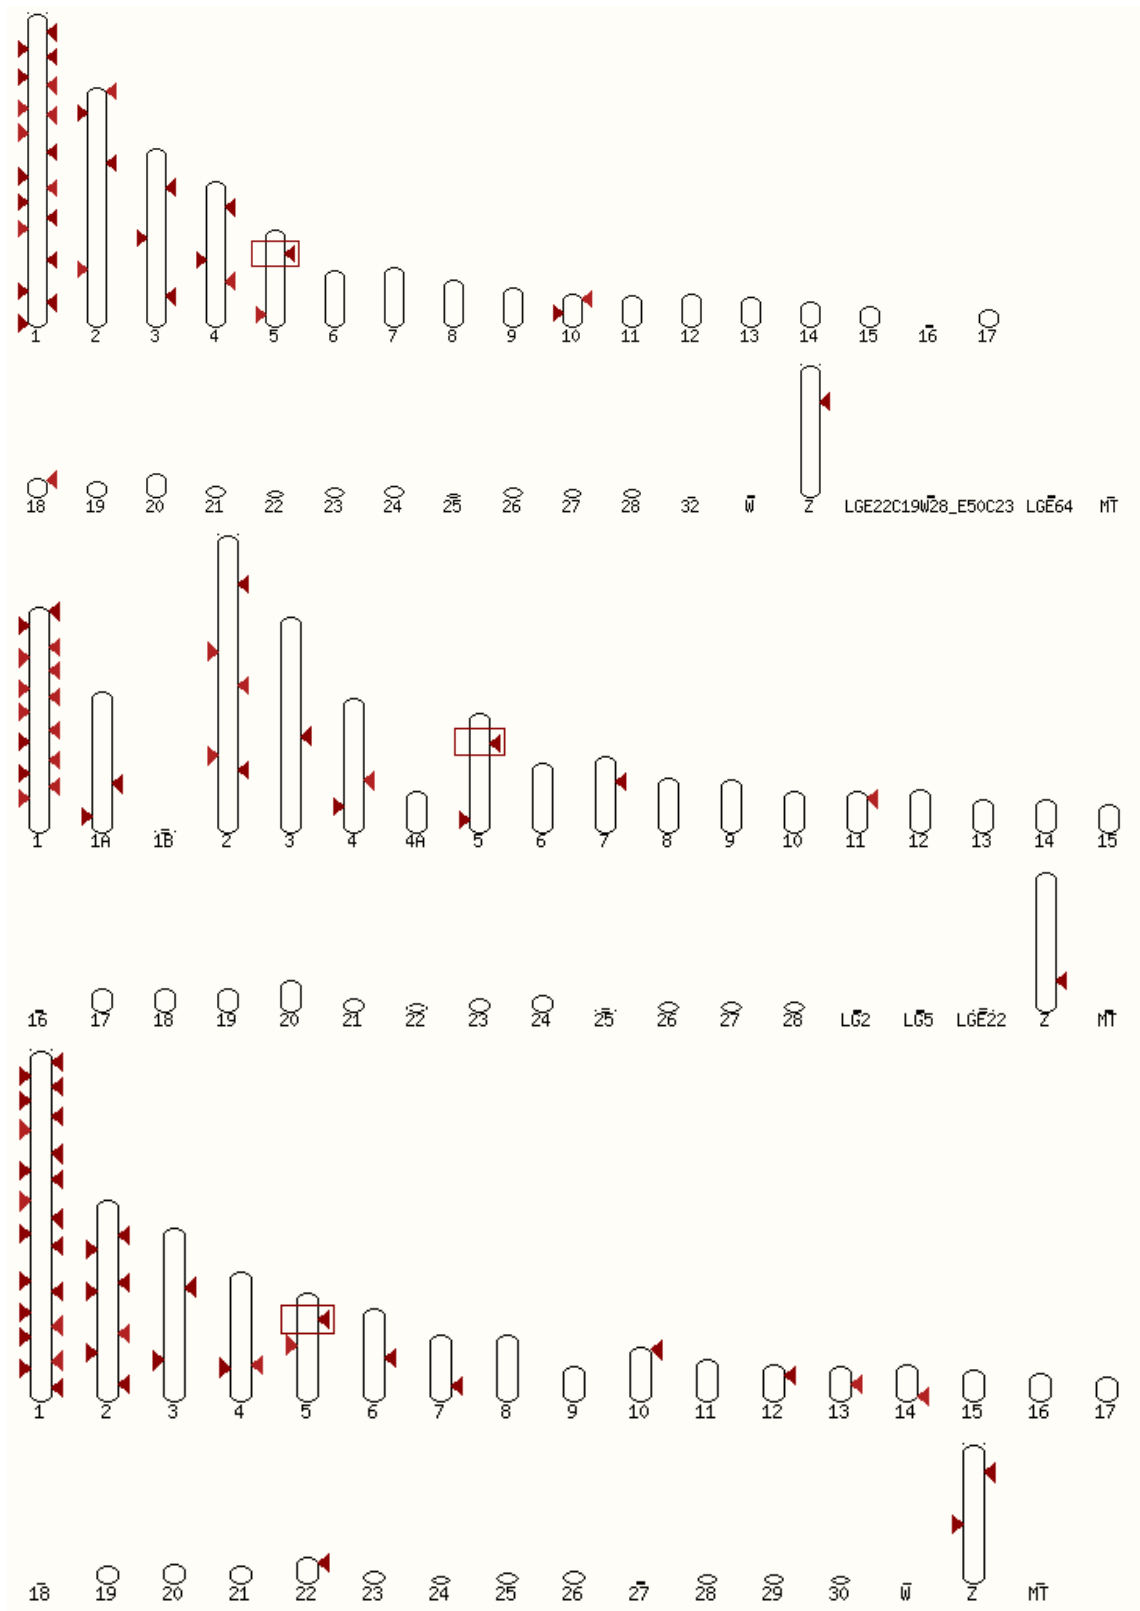 1 2 3 4 5 6 7 8 9 10 11 12 13 14 15 16 17
18 19 20 21 22 23 24 25 26 27 28 32 W Z LGE22C19W28_E50C23 LGE64 MT
1 1A 1B 2 3 4 4A 5 6 7 8 9 10 11 12 13 14 15
16 17 18 19 20 21 22 23 24 25 26 27 28 LG2 LG5 LGE22 Z MT
1 2 3 4 5 6 7 8 9 10 11 12 13 14 15 16 17
18 19 20 21 22 23 24 25 26 27 28 29 30 W Z MT